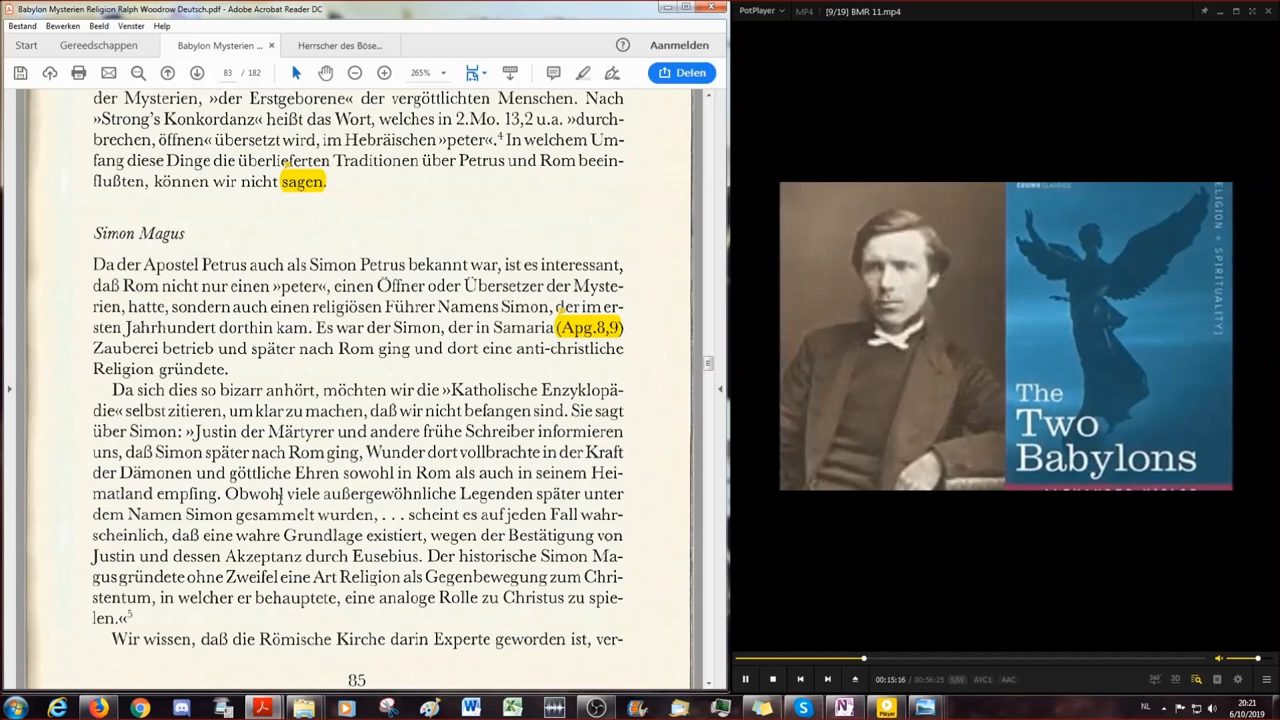 Babylon Mysterien Religion Ralph Woodrow Deutsch.pdf - Adobe Acrobat Reader DC
Bestand Bewerken Beeld Venster Help
Start Gereedschappen Babylon Mysterien ... × Herrscher des Böse... Aanmelden
83 / 182 265% Delen
der Mysterien, »der Erstgeborene« der vergöttlichten Menschen. Nach
»Strong's Konkordanz« heißt das Wort, welches in 2.Mo. 13,2 u.a. »durch-
brechen, öffnen« übersetzt wird, im Hebräischen »peter«.4 In welchem Um-
fang diese Dinge die überlieferten Traditionen über Petrus und Rom beein-
flußten, können wir nicht sagen.
Simon Magus
Da der Apostel Petrus auch als Simon Petrus bekannt war, ist es interessant,
daß Rom nicht nur einen »peter«, einen Öffner oder Übersetzer der Myste-
rien, hatte, sondern auch einen religiösen Führer Namens Simon, der im er-
sten Jahrhundert dorthin kam. Es war der Simon, der in Samaria (Apg.8,9)
Zauberei betrieb und später nach Rom ging und dort eine anti-christliche
Religion gründete.
Da sich dies so bizarr anhört, möchten wir die »Katholische Enzyklopä-
die« selbst zitieren, um klar zu machen, daß wir nicht befangen sind. Sie sagt
über Simon: »Justin der Märtyrer und andere frühe Schreiber informieren
uns, daß Simon später nach Rom ging, Wunder dort vollbrachte in der Kraft
der Dämonen und göttliche Ehren sowohl in Rom als auch in seinem Hei-
matland empfing. Obwohl viele außergewöhnliche Legenden später unter
dem Namen Simon gesammelt wurden, . . . scheint es auf jeden Fall wahr-
scheinlich, daß eine wahre Grundlage existiert, wegen der Bestätigung von
Justin und dessen Akzeptanz durch Eusebius. Der historische Simon Ma-
gus gründete ohne Zweifel eine Art Religion als Gegenbewegung zum Chri-
stentum, in welcher er behauptete, eine analoge Rolle zu Christus zu spie-
len.«5
Wir wissen, daß die Römische Kirche darin Experte geworden ist, ver-
85
PotPlayer MP4 [9/19] BMR 11.mp4
CLASSICS
RELIGION + SPIRITUALITY
The
Two
Babylons
00:15:16 / 00:56:25 S/W AVC1 AAC
360° 3D
NL 20:21
6/10/2019